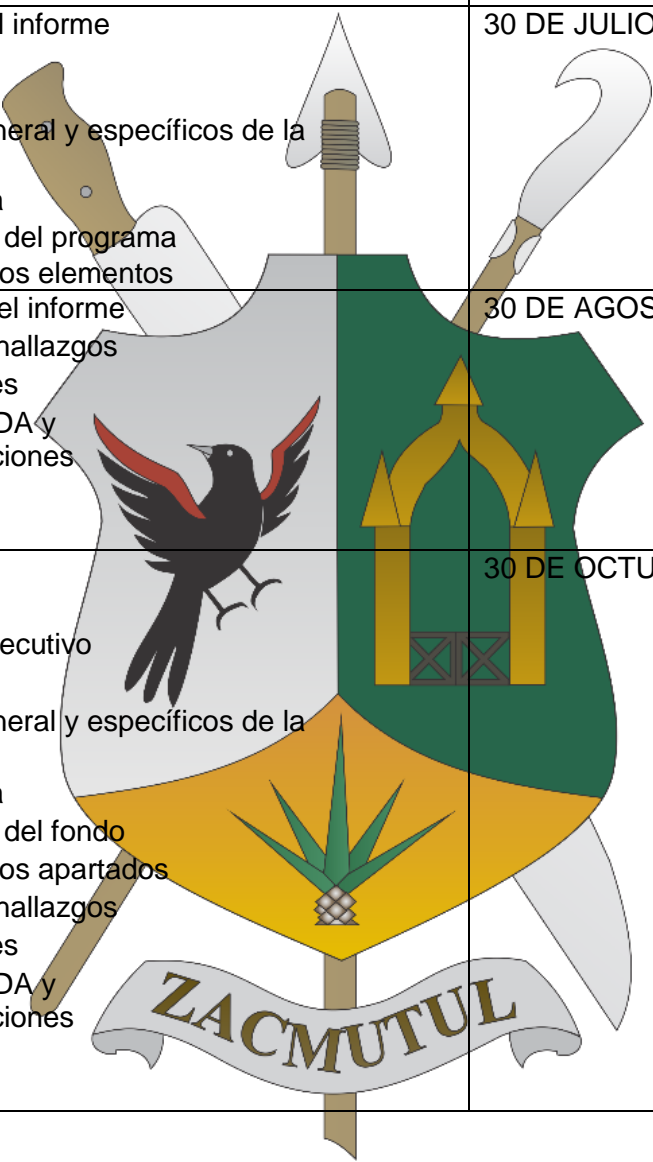 l informe
30 DE JULIO
neral y específicos de la
a
del programa
os elementos
el informe
30 DE AGOS
hallazgos
es
DA y
ciones
30 DE OCTU
ecutivo
neral y específicos de la
a
del fondo
os apartados
hallazgos
es
DA y
ciones
ZACMUTUL